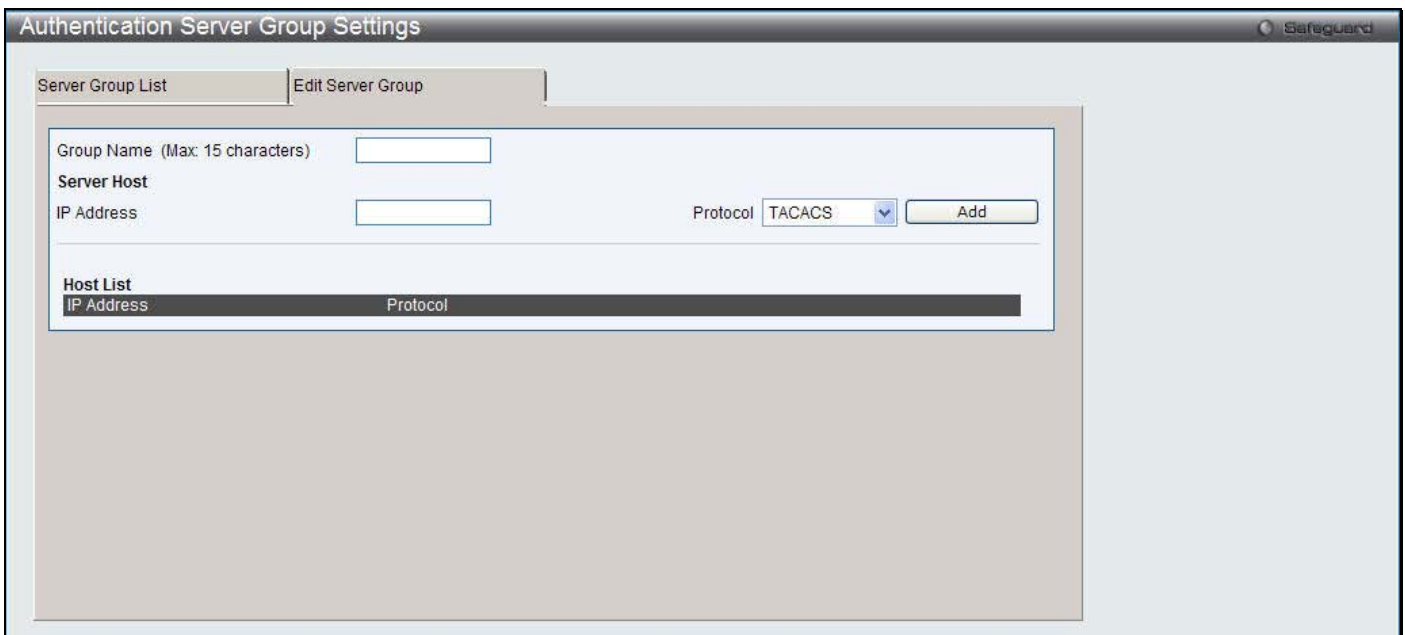 Authentication Server Group Settings
Safeguard
Server Group List
Edit Server Group
Group Name (Max: 15 characters)
Server Host
IP Address
Protocol TACACS Add
Host List
IP Address Protocol